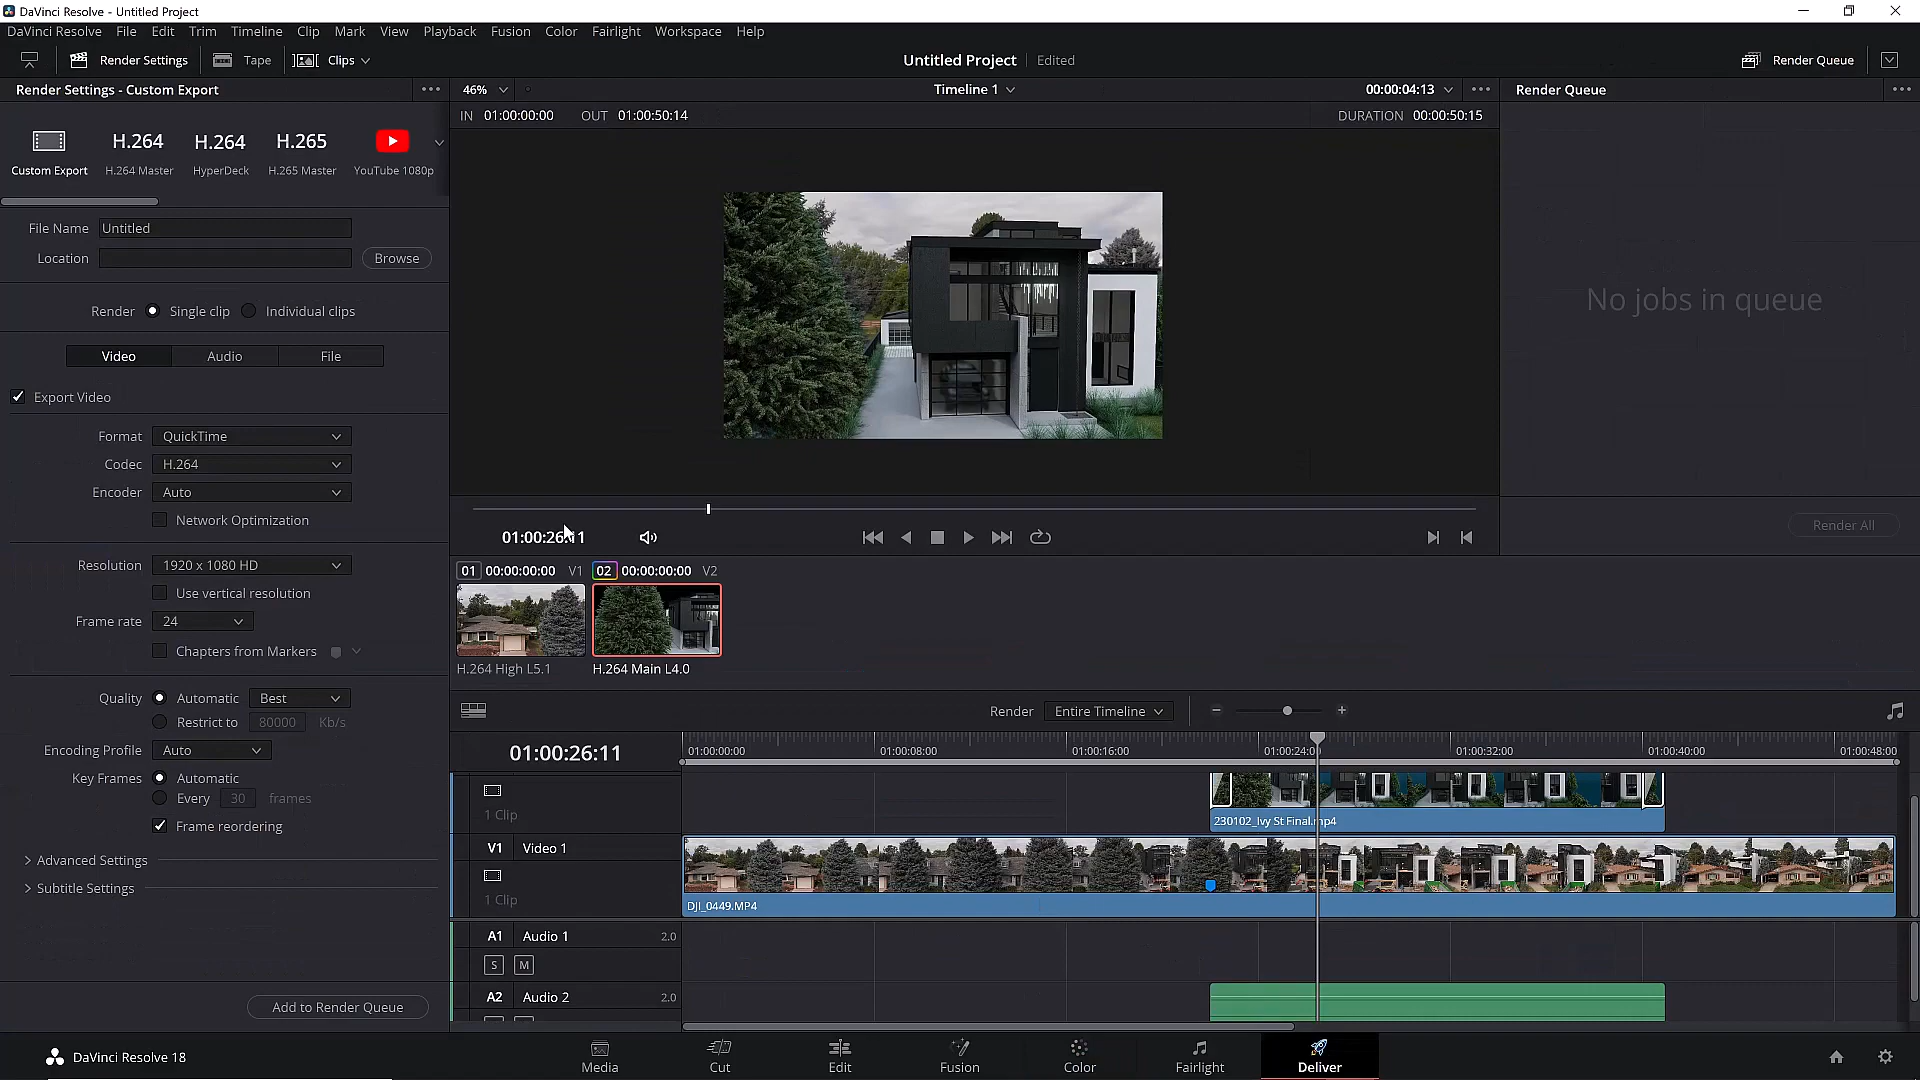 DaVinci Resolve - Untitled Project
DaVinci Resolve File Edit Trim Timeline Clip Mark View Playback Fusion Color Fairlight Workspace Help
Render Settings Tape Clips Untitled Project Edited Render Queue
Render Settings - Custom Export 46% Timeline 1 00:00:04:13 Render Queue
IN 01:00:00:00 OUT 01:00:50:14 DURATION 00:00:50:15
H.264 H.264 H.265
Custom Export H.264 Master HyperDeck H.265 Master YouTube 1080p
File Name Untitled
Location Browse
No jobs in queue
Render Single clip Individual clips
Video Audio File
Export Video
Format QuickTime
Codec H.264
Encoder Auto
Network Optimization
01:00:26:11
Render All
Resolution 1920 x 1080 HD
Use vertical resolution
Frame rate 24
Chapters from Markers
01 00:00:00:00 V1 02 00:00:00:00 V2
H.264 High L5.1 H.264 Main L4.0
Quality Automatic Best
Restrict to 80000 Kb/s
Encoding Profile Auto
Key Frames Automatic
Every 30 frames
Frame reordering
Advanced Settings
Subtitle Settings
Add to Render Queue
Render Entire Timeline
01:00:26:11 01:00:00:00 01:00:08:00 01:00:16:00 01:00:24:00 01:00:32:00 01:00:40:00 01:00:48:00
1 Clip
230102_Ivy St Final.mp4
V1 Video 1
1 Clip
DJI_0449.MP4
A1 Audio 1 2.0
S M
A2 Audio 2 2.0
DaVinci Resolve 18 Media Cut Edit Fusion Color Fairlight Deliver